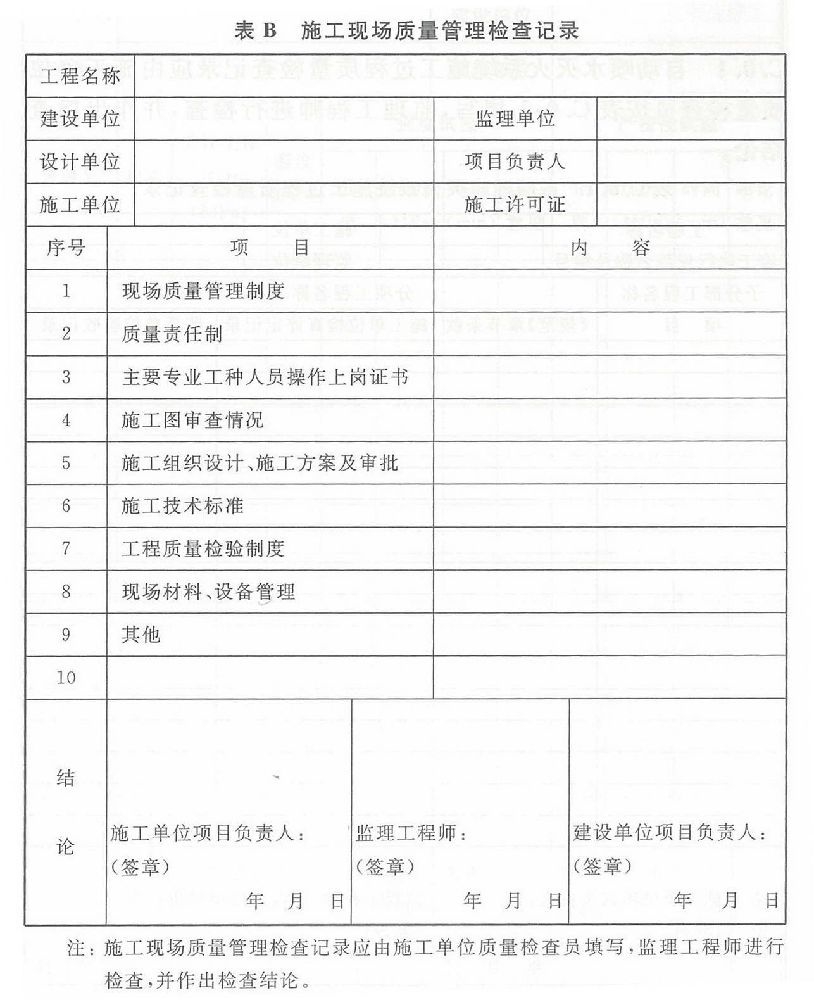 表 B 施工现场质量管理检查记录
工程名称
建设单位 监理单位
设计单位 项目负责人
施工单位 施工许可证
序号 项 目 内 容
1 现场质量管理制度
2 质量责任制
3 主要专业工种人员操作上岗证书
4 施工图审查情况
5 施工组织设计、施工方案及审批
6 施工技术标准
7 工程质量检验制度
8 现场材料、设备管理
9 其他
10
结
论
施工单位项目负责人： 监理工程师： 建设单位项目负责人：
（签章） （签章） （签章）
年 月 日 年 月 日 年 月 日
注：施工现场质量管理检查记录应由施工单位质量检查员填写，监理工程师进行
检查，并作出检查结论。